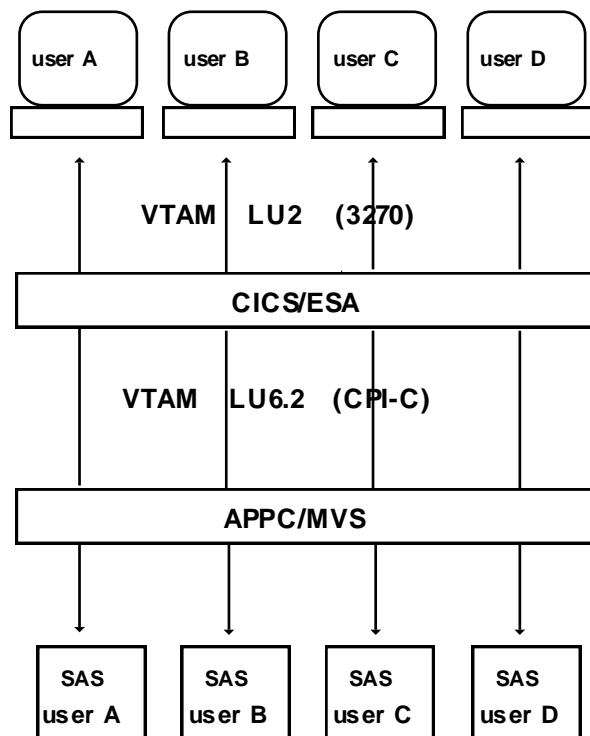 user A user B user C user D
VTAM LU2 (3270)
CICS/ESA
VTAM LU6.2 (CPI-C)
APPC/MVS
SAS SAS SAS SAS
user A user B user C user D